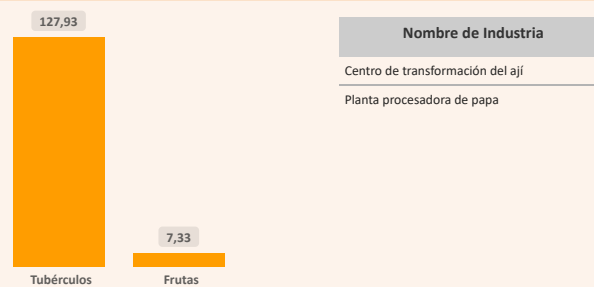 127,93
7,33
Tubérculos
Frutas
Nombre de Industria
Centro de transformación del ají
Planta procesadora de papa